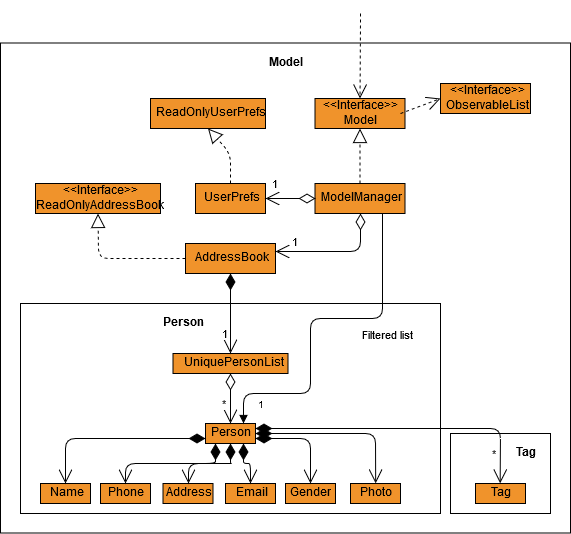 Model
<<Interface>>
ObservableList
ReadOnlyUserPrefs
<<Interface>>
Model
<<Interface>>
ReadOnlyAddressBook
UserPrefs
1
ModelManager
AddressBook
1
Person
1
Filtered list
UniquePersonList
*
1
Person
Tag
*
Name
Phone
Address
Email
Gender
Photo
Tag